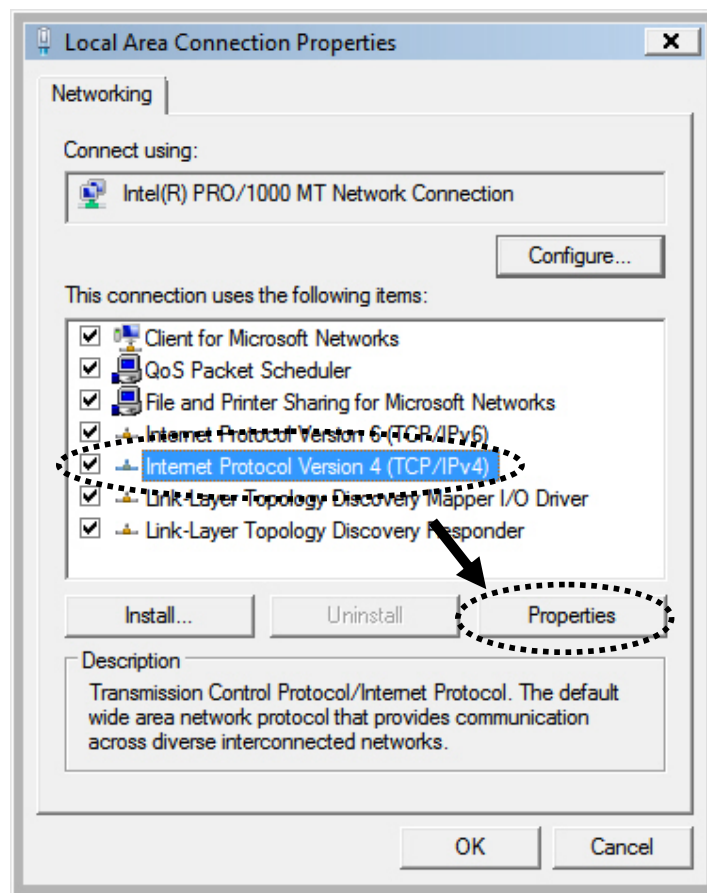 Local Area Connection Properties
Networking
Connect using:
Intel(R) PRO/1000 MT Network Connection
Configure...
This connection uses the following items:
Client for Microsoft Networks
QoS Packet Scheduler
File and Printer Sharing for Microsoft Networks
Internet Protocol Version 6 (TCP/IPv6)
Internet Protocol Version 4 (TCP/IPv4)
Link-Layer Topology Discovery Mapper I/O Driver
Link-Layer Topology Discovery Responder
Install... Uninstall Properties
Description
Transmission Control Protocol/Internet Protocol. The default
wide area network protocol that provides communication
across diverse interconnected networks.
OK Cancel